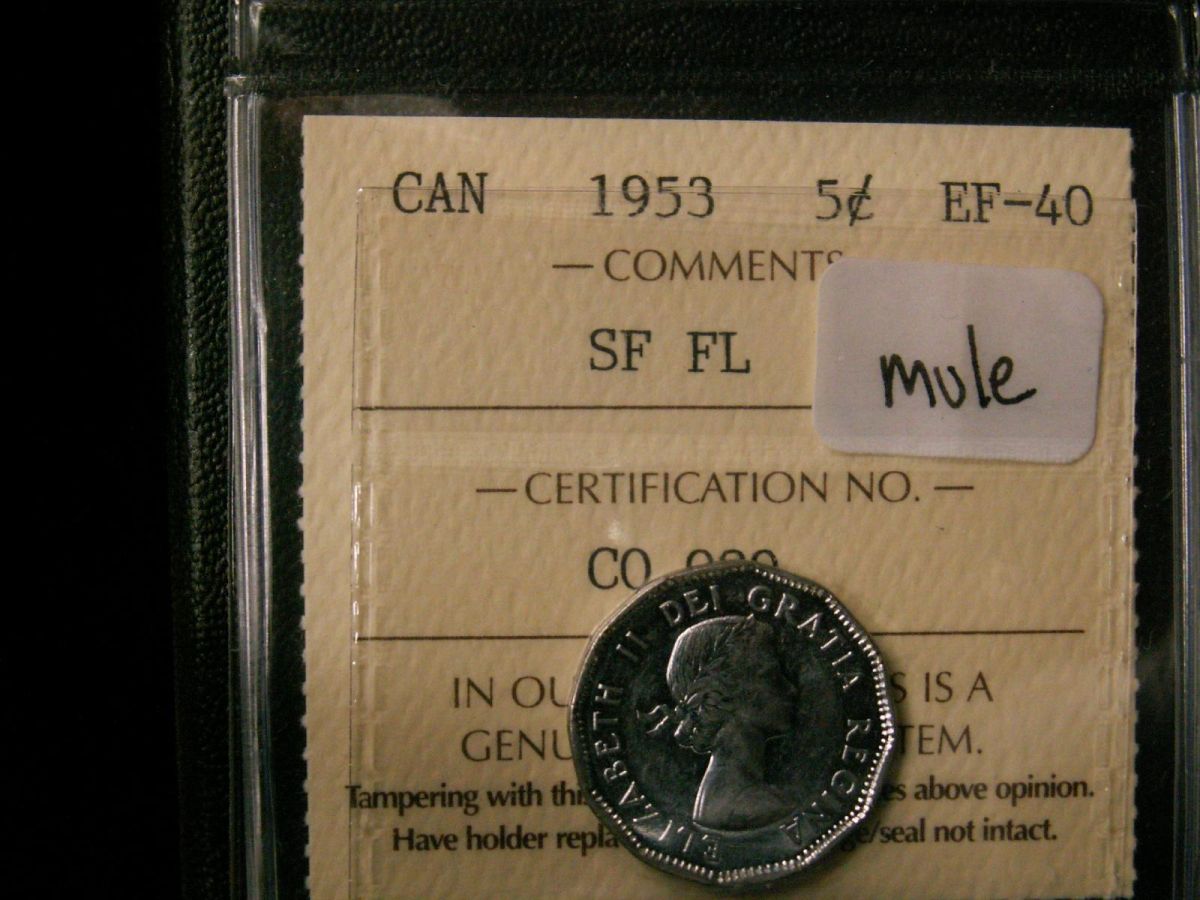 CAN 1953 5¢ EF-40
— COMMENTS
SF FL
mule
— CERTIFICATION NO. —
CO
IN OU S IS A
GENU TEM.
Tampering with thi es above opinion.
Have holder repla e/seal not intact.
ELIZABETH II DEI GRATIA REGINA